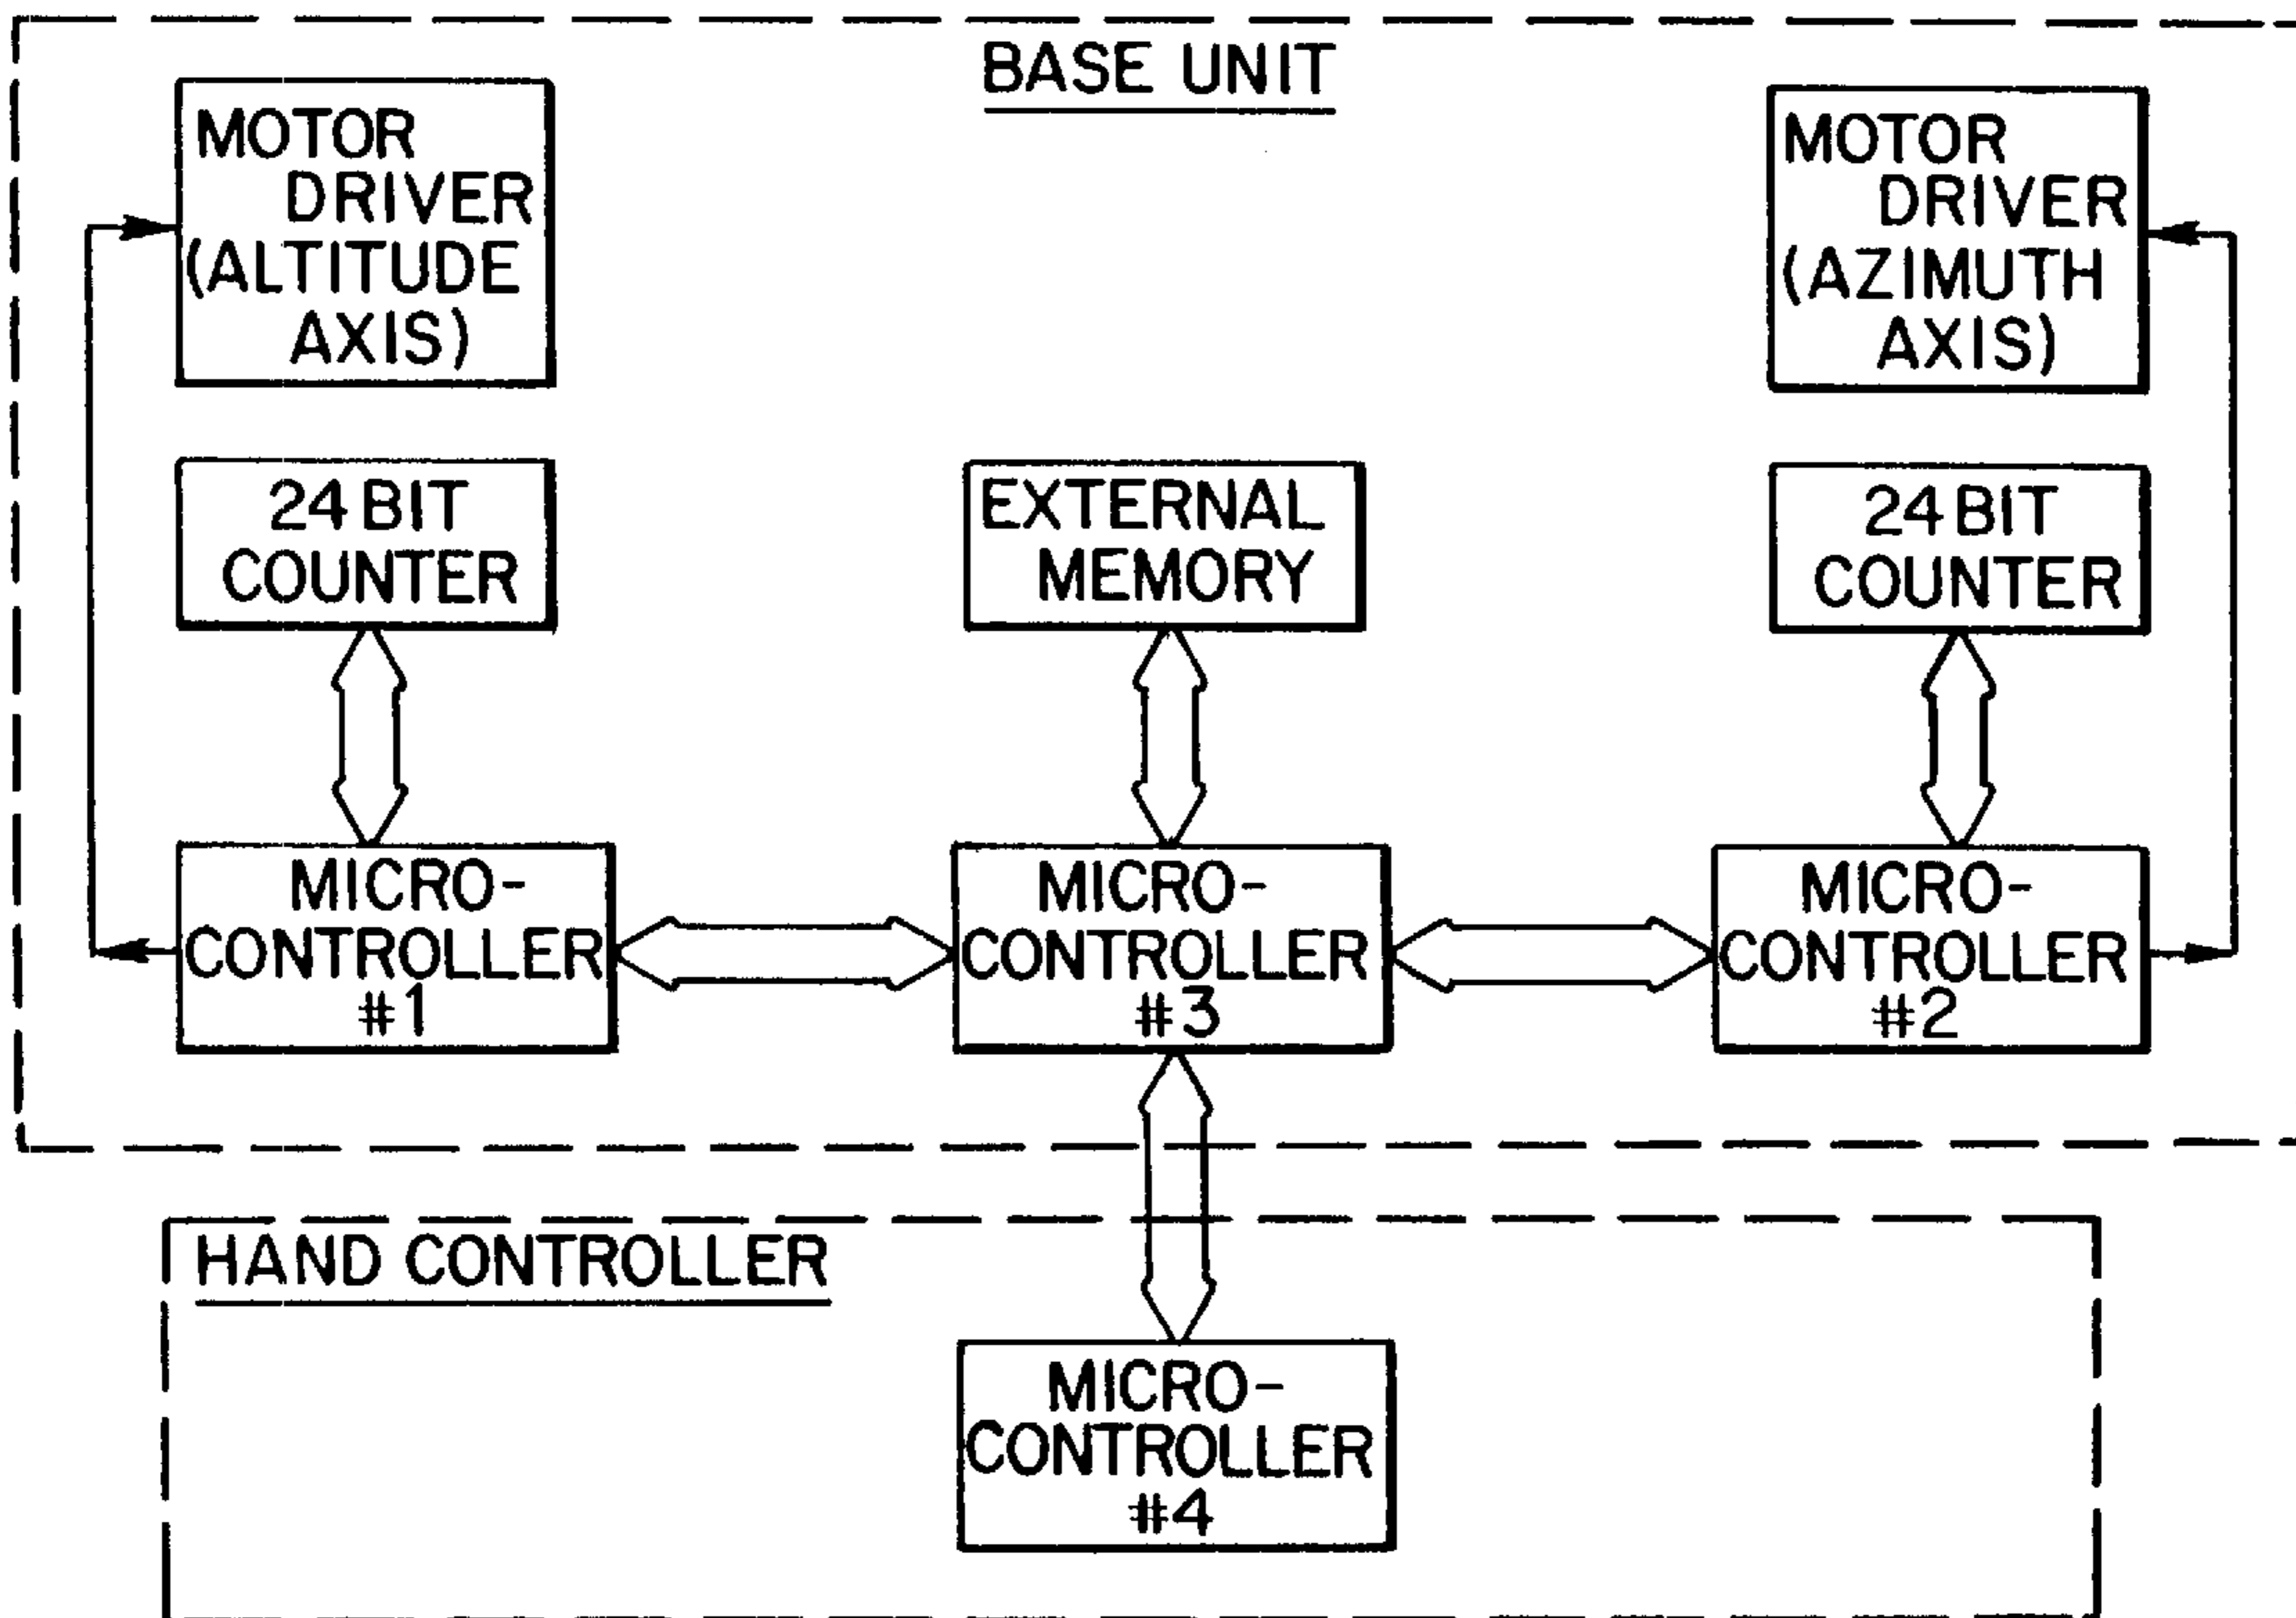 BASE UNIT
MOTOR
DRIVER
(ALTITUDE
AXIS)
MOTOR
DRIVER
(AZIMUTH
AXIS)
24 BIT
COUNTER
EXTERNAL
MEMORY
24 BIT
COUNTER
MICRO-
CONTROLLER
#1
MICRO-
CONTROLLER
#3
MICRO-
CONTROLLER
#2
HAND CONTROLLER
MICRO-
CONTROLLER
#4